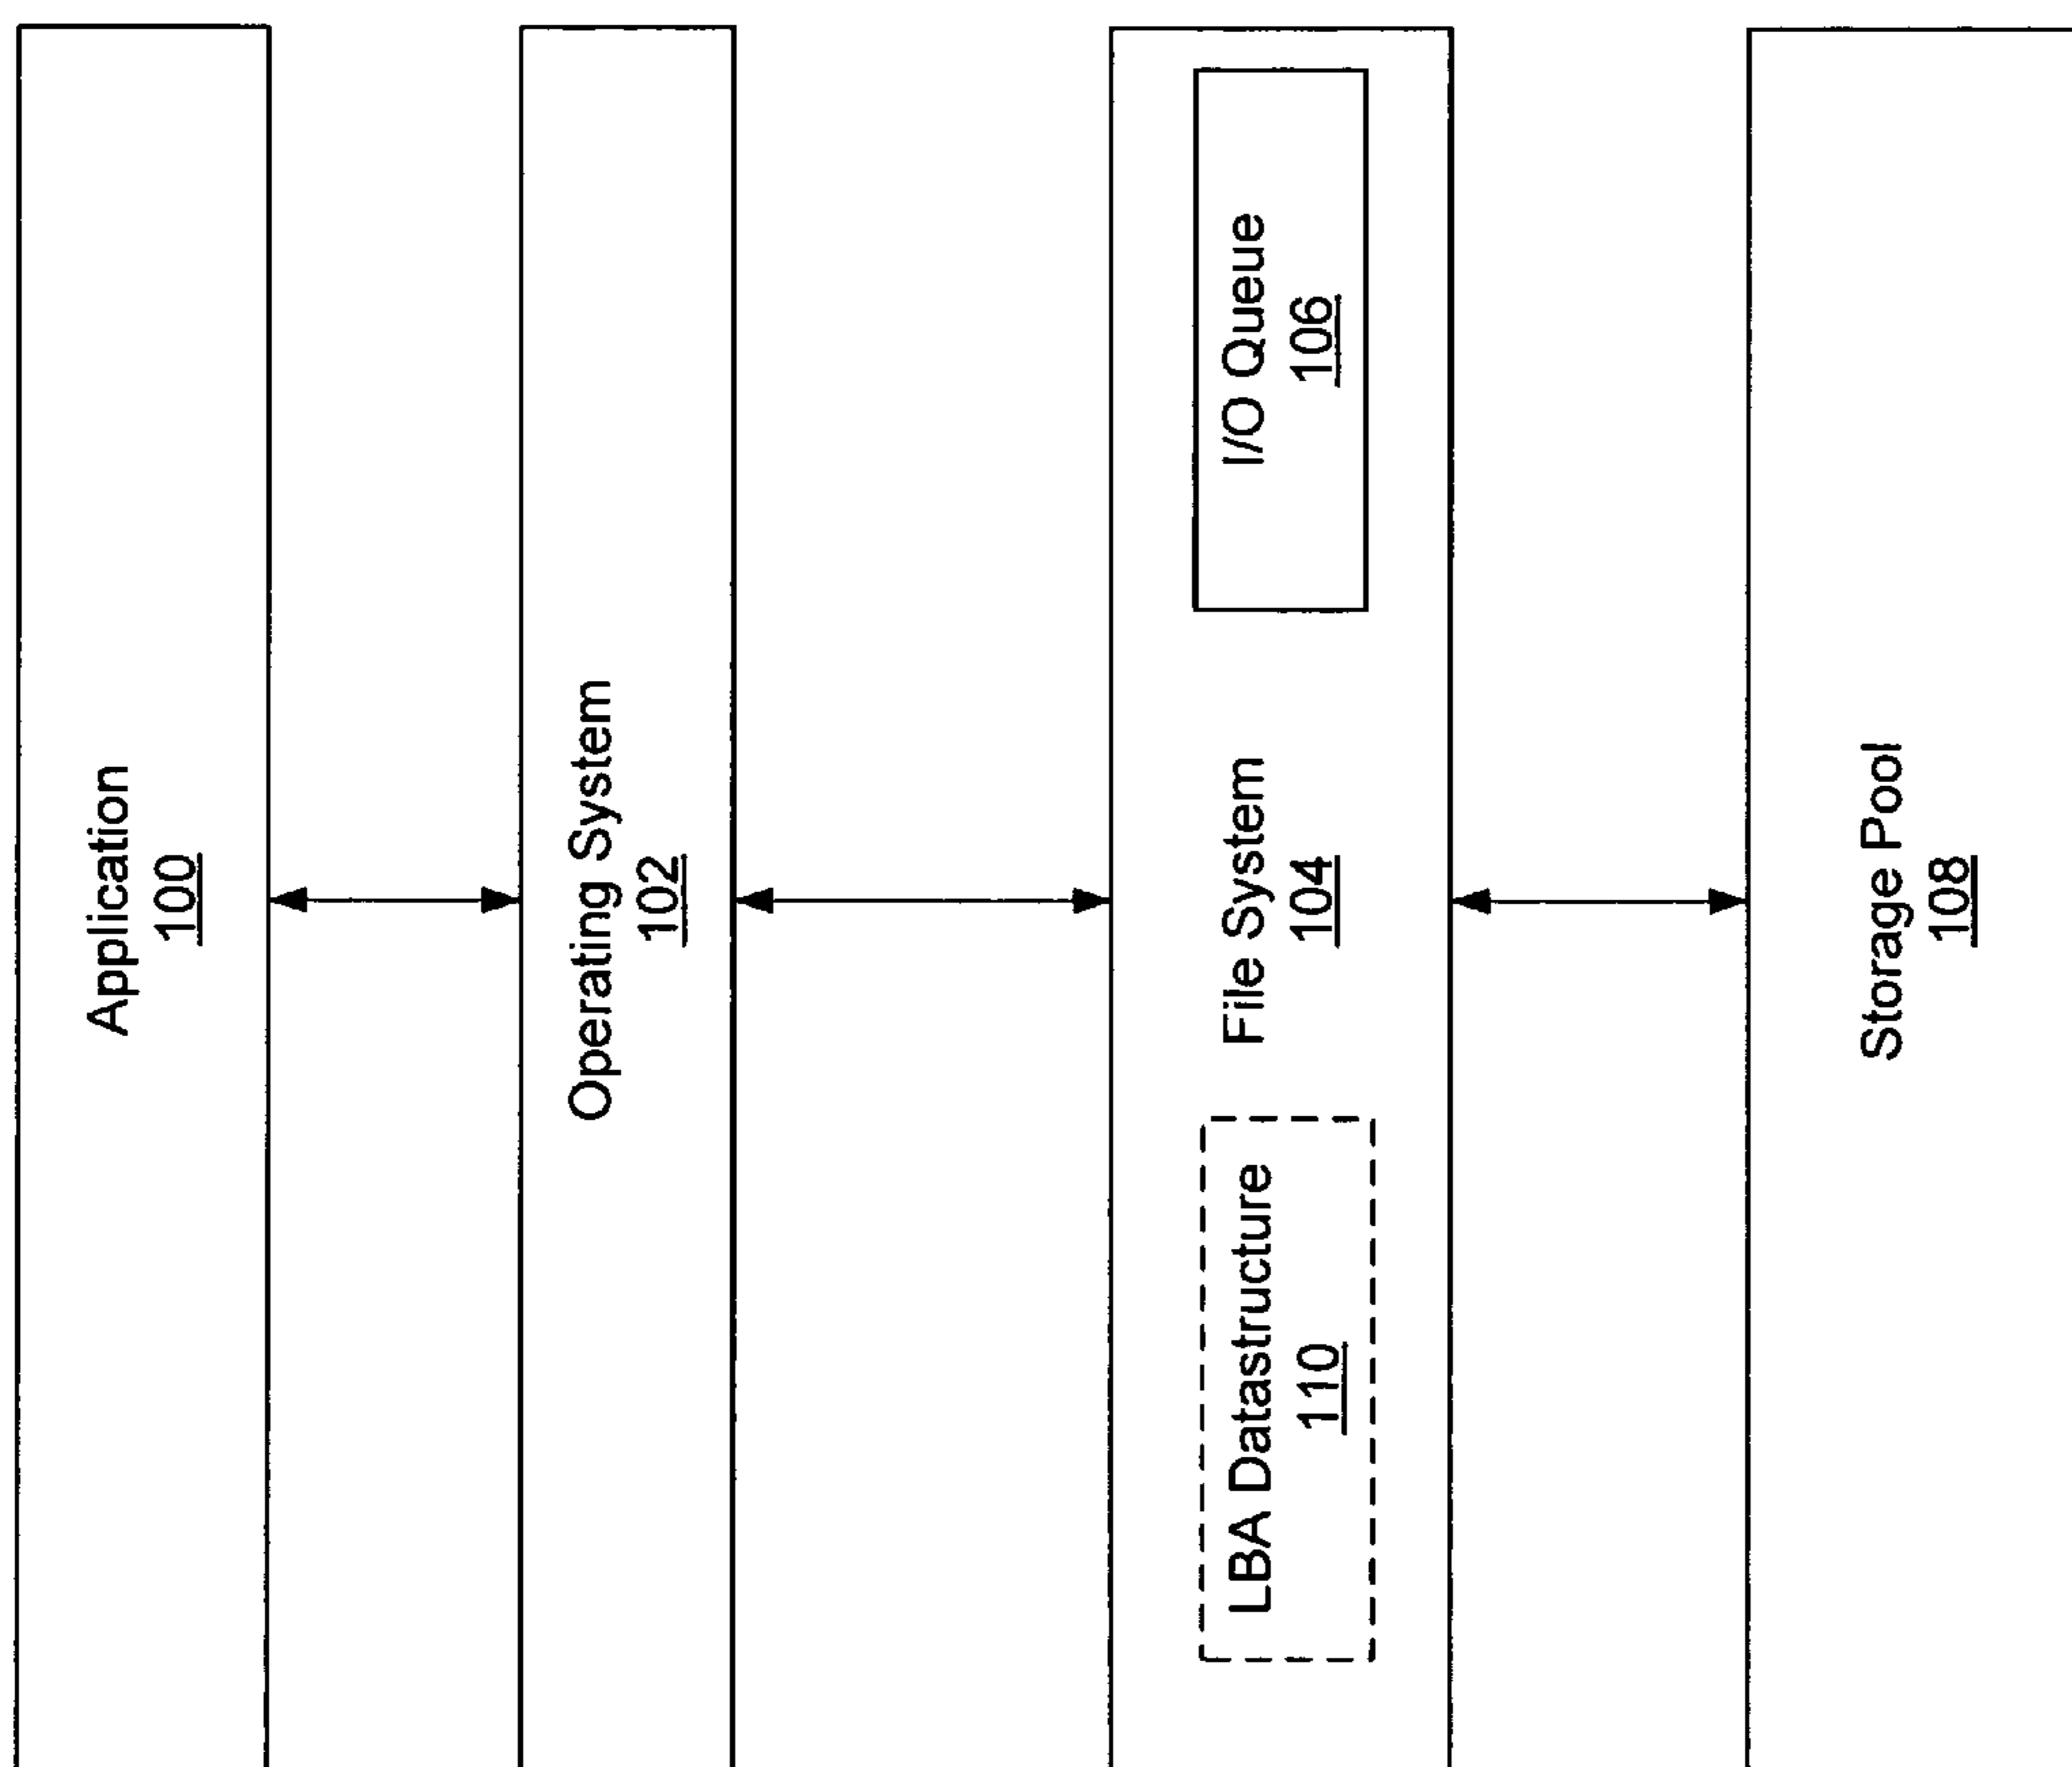 Application
100
Operating System
102
LBA Datastructure
110
File System
104
I/O Queue
106
Storage Pool
108